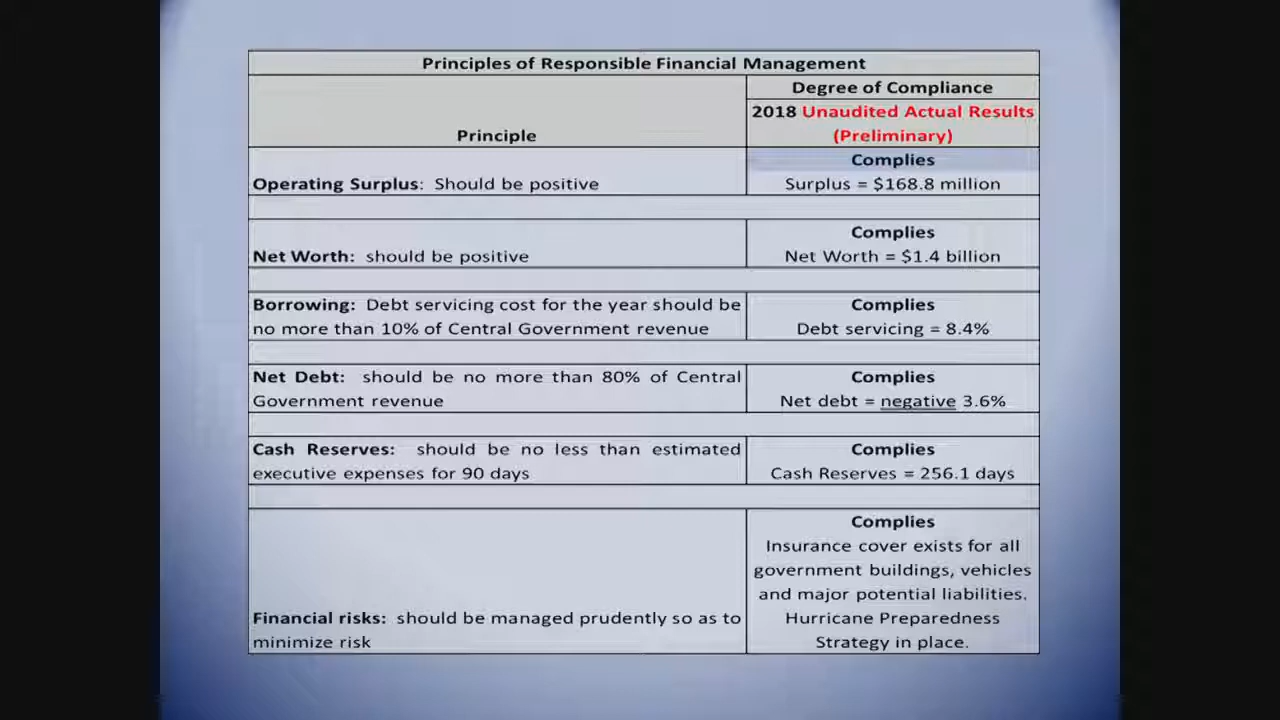 Principles of Responsible Financial Management
Degree of Compliance
2018 Unaudited Actual Results
(Preliminary)
Principle
Complies
Operating Surplus: Should be positive
Surplus = $168.8 million
Complies
Net Worth: should be positive
Net Worth = $1.4 billion
Borrowing: Debt servicing cost for the year should be
no more than 10% of Central Government revenue
Complies
Debt servicing = 8.4%
Net Debt: should be no more than 80% of Central
Government revenue
Complies
Net debt = negative 3.6%
Cash Reserves: should be no less than estimated
executive expenses for 90 days
Complies
Cash Reserves = 256.1 days
Financial risks: should be managed prudently so as to
minimize risk
Complies
Insurance cover exists for all
government buildings, vehicles
and major potential liabilities.
Hurricane Preparedness
Strategy in place.